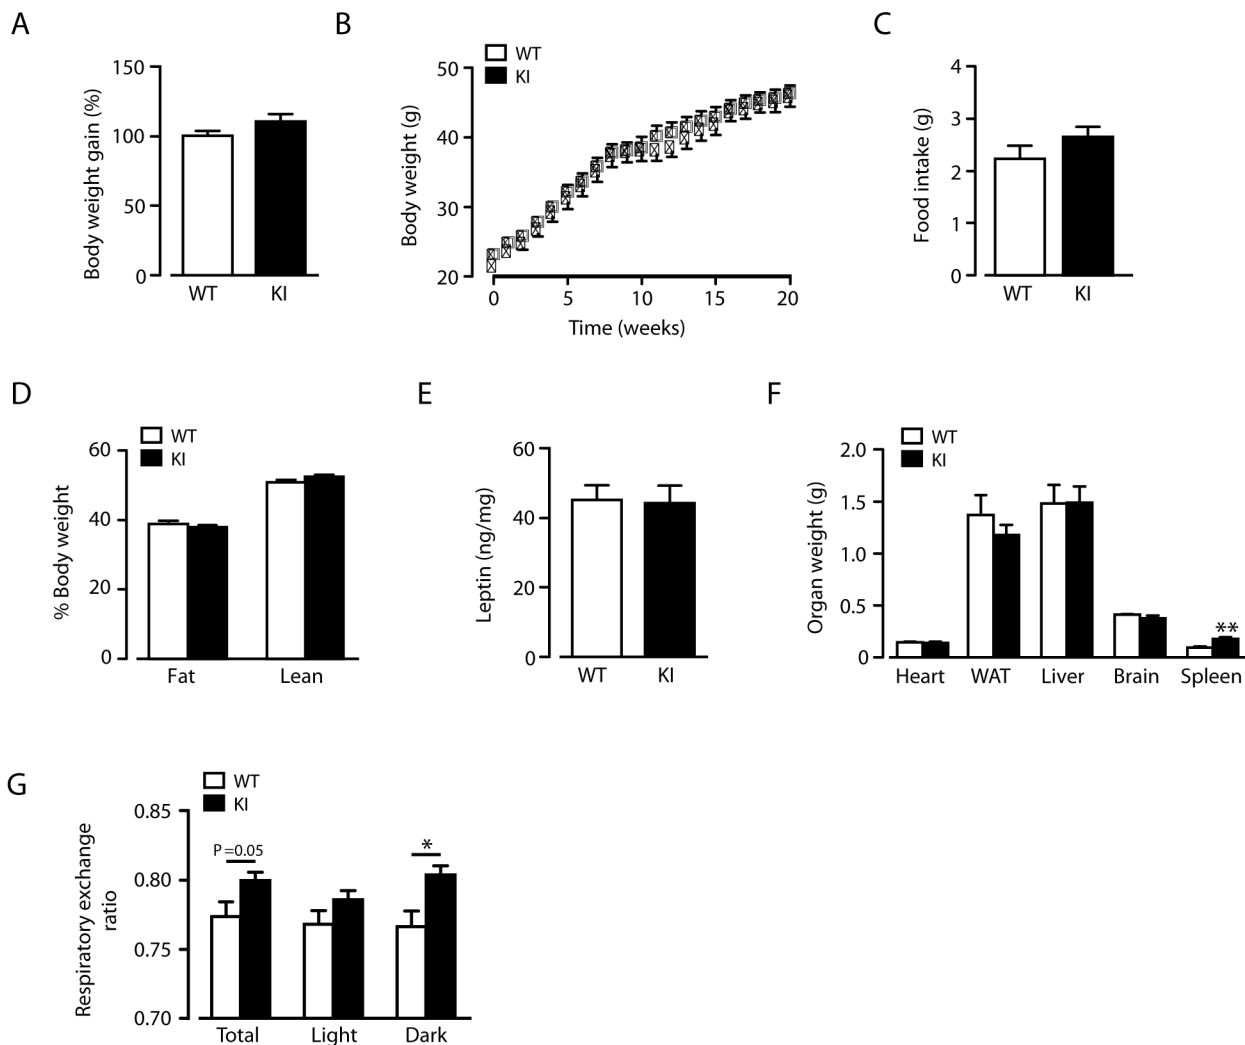 A
Body weight gain (%)
150
100
50
0
WT
KI
B
WT
KI
Body weight (g)
50
40
30
20
0
5
10
15
20
Time (weeks)
C
Food intake (g)
4
3
2
1
0
WT
KI
D
WT
KI
% Body weight
60
40
20
0
Fat
Lean
E
Leptin (ng/mg)
60
40
20
0
WT
KI
F
WT
KI
Organ weight (g)
2.0
1.5
1.0
0.5
0
**
Heart
WAT
Liver
Brain
Spleen
G
WT
KI
Respiratory exchange
ratio
0.85
0.80
0.75
0.70
P=0.05
*
Total
Light
Dark